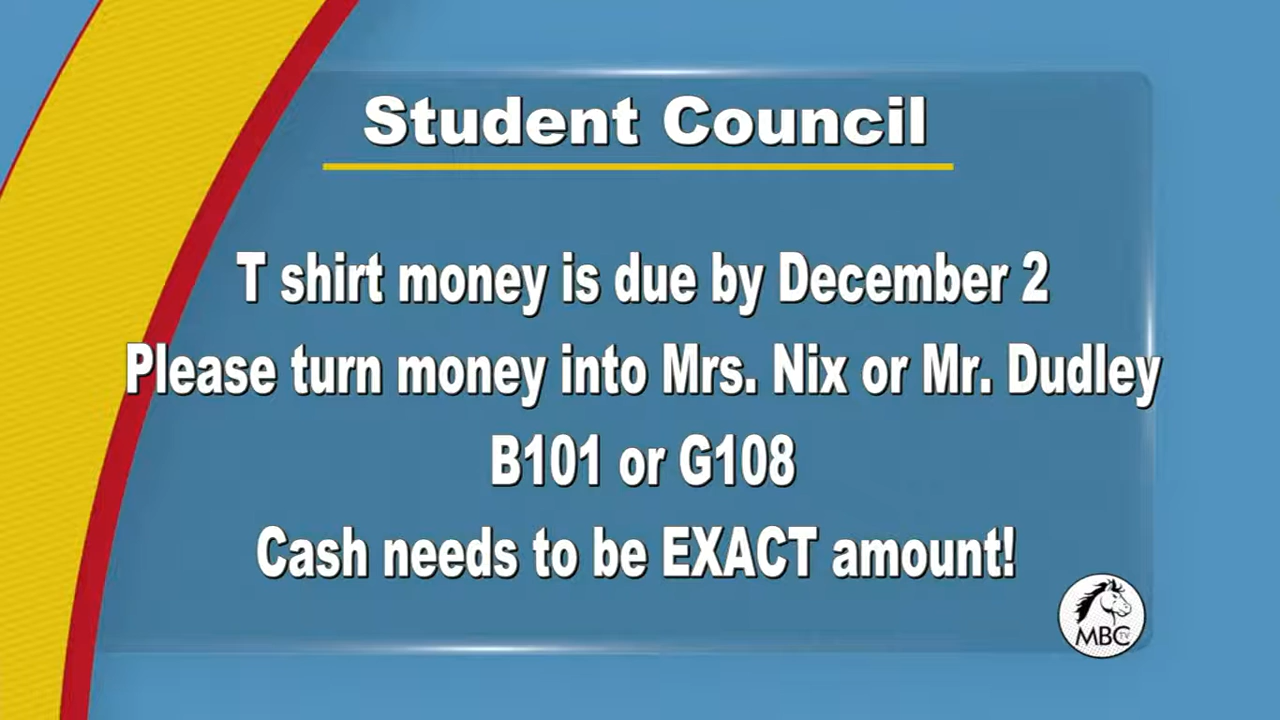 Student Council
T shirt money is due by December 2
Please turn money into Mrs. Nix or Mr. Dudley
B101 or G108
Cash needs to be EXACT amount!
MBC TV